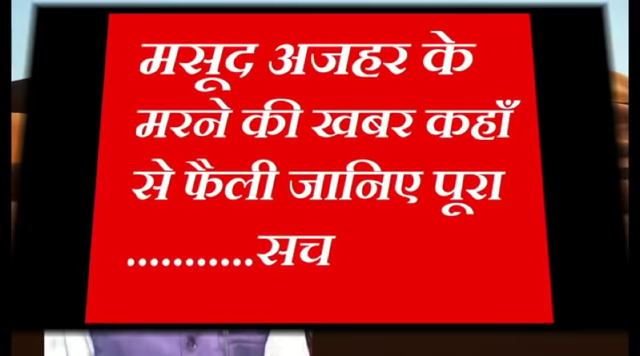 मसूद अजहर के
मरने की खबर कहाँ
से फैली जानिए पूरा
...........सच